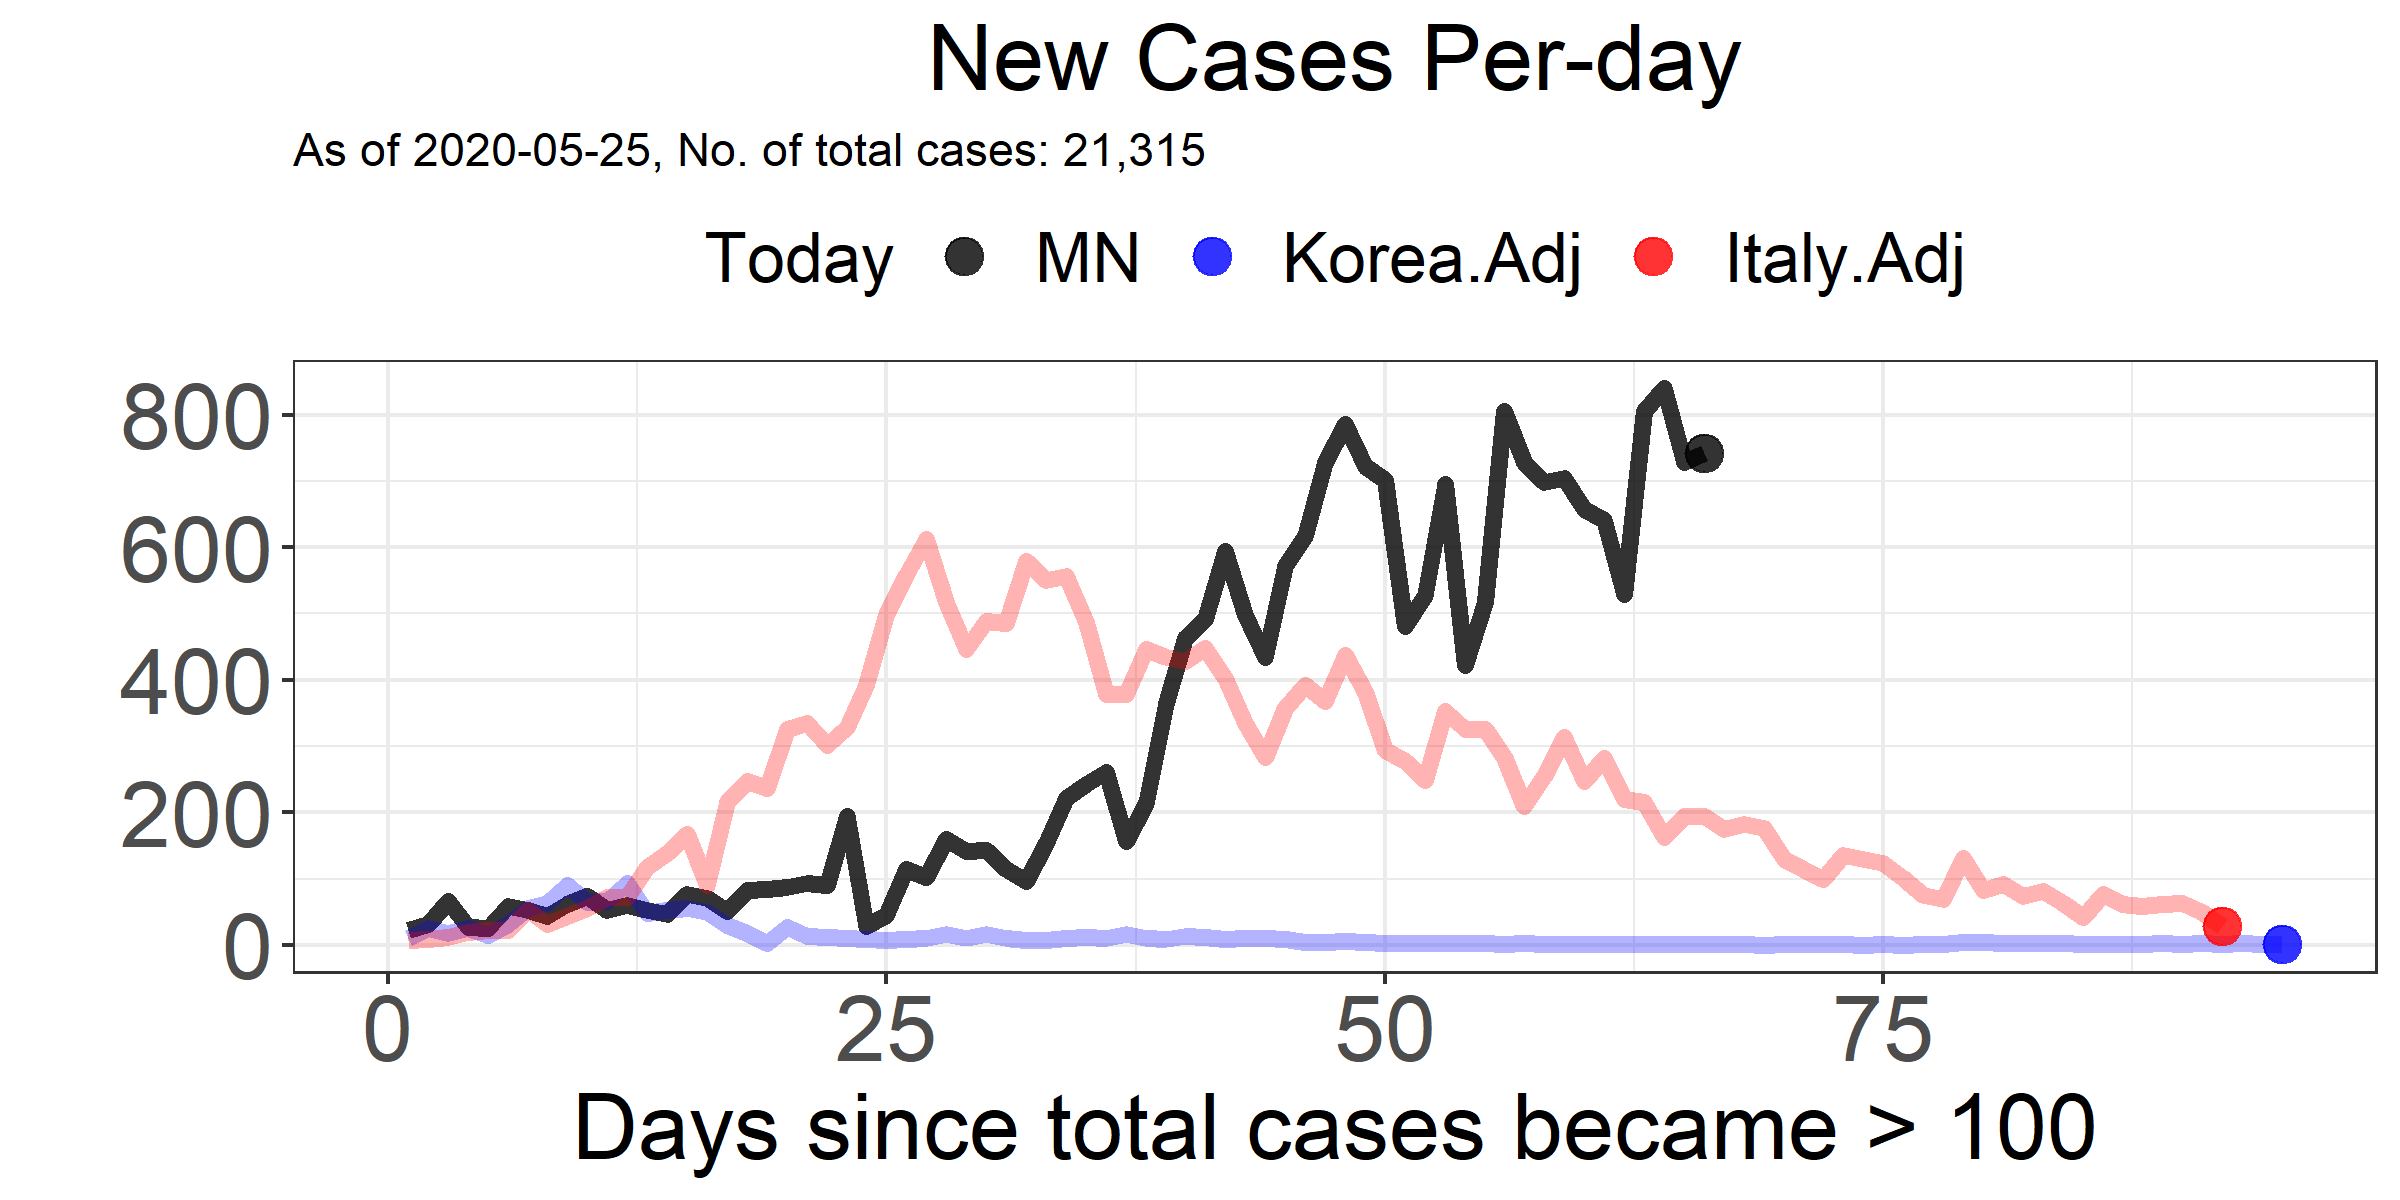 New Cases Per-day
As of 2020-05-25, No. of total cases: 21,315
Today MN Korea.Adj Italy.Adj
800
600
400
200
0
0 25 50 75
Days since total cases became > 100